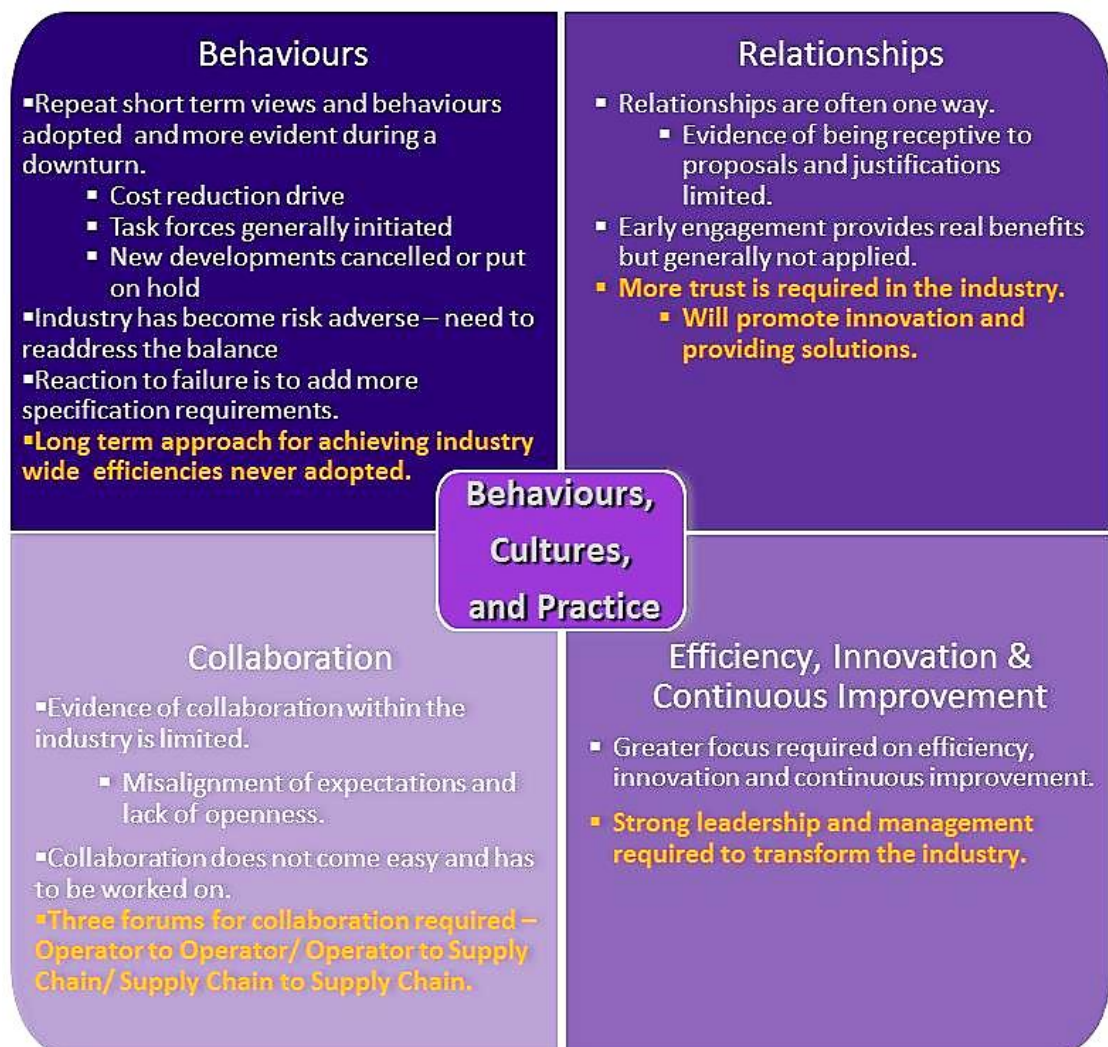 Behaviours
▪Repeat short term views and behaviours
adopted and more evident during a
downturn.
▪ Cost reduction drive
▪ Task forces generally initiated
▪ New developments cancelled or put
on hold
▪Industry has become risk adverse – need to
readdress the balance
▪Reaction to failure is to add more
specification requirements.
▪Long term approach for achieving industry
wide efficiencies never adopted.
Relationships
▪ Relationships are often one way.
▪ Evidence of being receptive to
proposals and justifications
limited.
▪ Early engagement provides real benefits
but generally not applied.
▪ More trust is required in the industry.
▪ Will promote innovation and
providing solutions.
Behaviours,
Cultures,
and Practice
Collaboration
▪Evidence of collaboration within the
industry is limited.
▪ Misalignment of expectations and
lack of openness.
▪Collaboration does not come easy and has
to be worked on.
▪Three forums for collaboration required –
Operator to Operator/ Operator to Supply
Chain/ Supply Chain to Supply Chain.
Efficiency, Innovation &
Continuous Improvement
▪ Greater focus required on efficiency,
innovation and continuous improvement.
▪ Strong leadership and management
required to transform the industry.